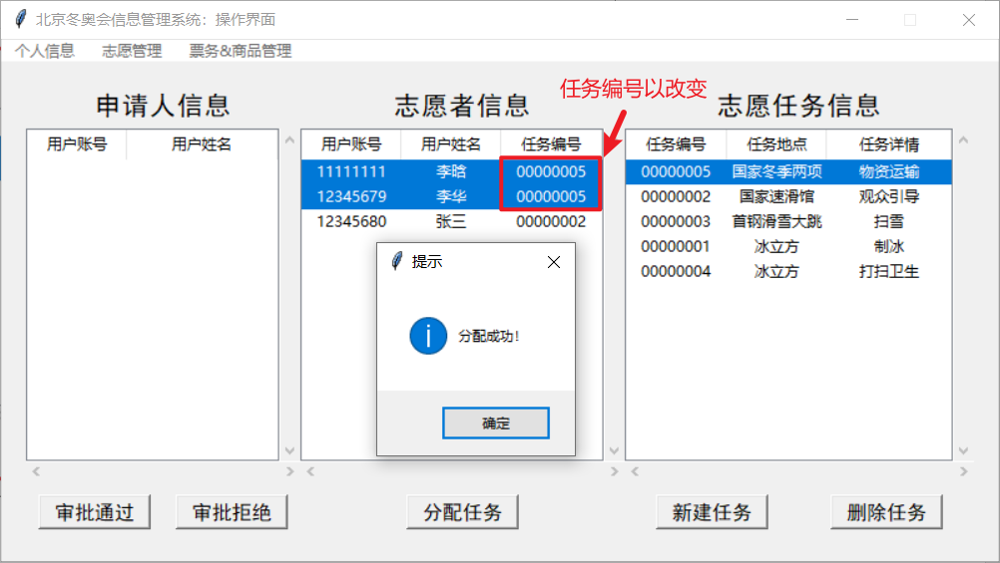 北京冬奥会信息管理系统：操作界面
个人信息 志愿管理 票务&商品管理
任务编号以改变
申请人信息 志愿者信息 志愿任务信息
用户账号 用户姓名 用户账号 用户姓名 任务编号 任务编号 任务地点 任务详情
11111111 李晗 00000005 00000005 国家冬季两项 物资运输
12345679 李华 00000005 00000002 国家速滑馆 观众引导
12345680 张三 00000002 00000003 首钢滑雪大跳 扫雪
00000001 冰立方 制冰
00000004 冰立方 打扫卫生
提示
分配成功！
确定
审批通过 审批拒绝 分配任务 新建任务 删除任务